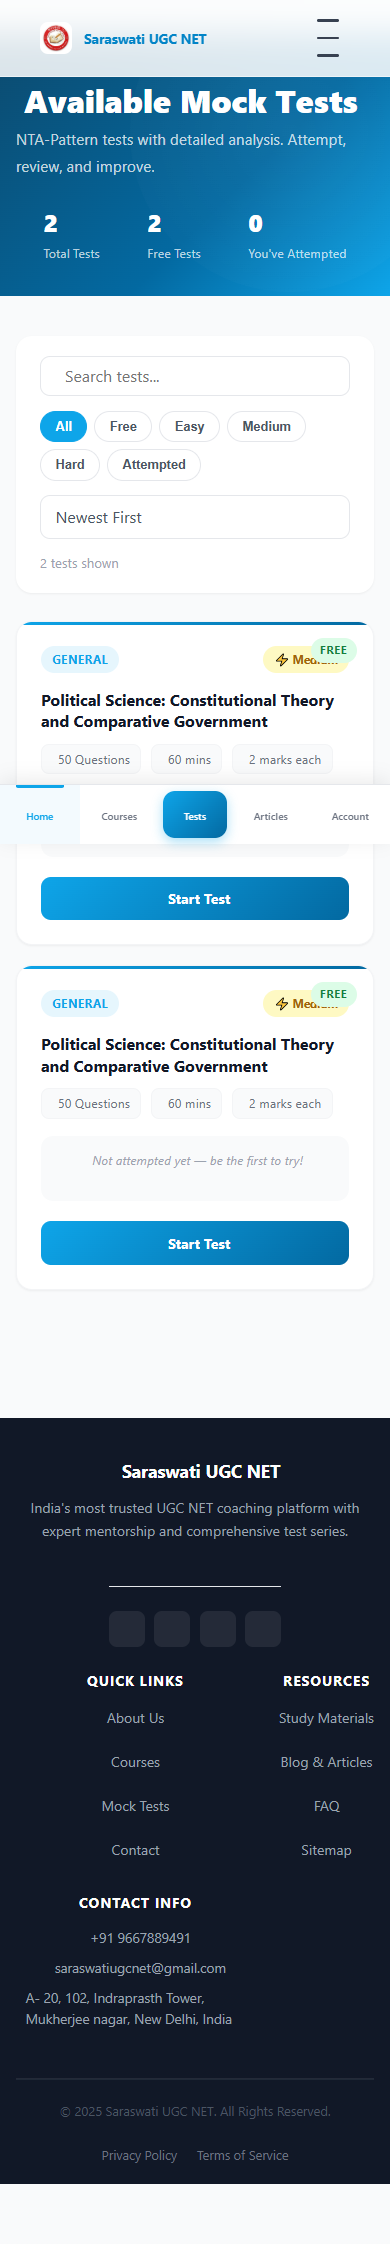 Saraswati UGC NET
Available Mock Tests
NTA-Pattern tests with detailed analysis. Attempt,
review, and improve.
2 2 0
Total Tests Free Tests You've Attempted
Search tests...
All Free Easy Medium
Hard Attempted
Newest First
2 tests shown
GENERAL FREE
Political Science: Constitutional Theory
and Comparative Government
50 Questions 60 mins 2 marks each
Home Courses Tests Articles Account
Start Test
GENERAL FREE
Political Science: Constitutional Theory
and Comparative Government
50 Questions 60 mins 2 marks each
Not attempted yet — be the first to try!
Start Test
Saraswati UGC NET
India's most trusted UGC NET coaching platform with
expert mentorship and comprehensive test series.
QUICK LINKS
About Us
Courses
Mock Tests
Contact
RESOURCES
Study Materials
Blog & Articles
FAQ
Sitemap
CONTACT INFO
+91 9667889491
saraswatiugcnet@gmail.com
A- 20, 102, Indraprasth Tower,
Mukherjee nagar, New Delhi, India
© 2025 Saraswati UGC NET. All Rights Reserved.
Privacy Policy Terms of Service